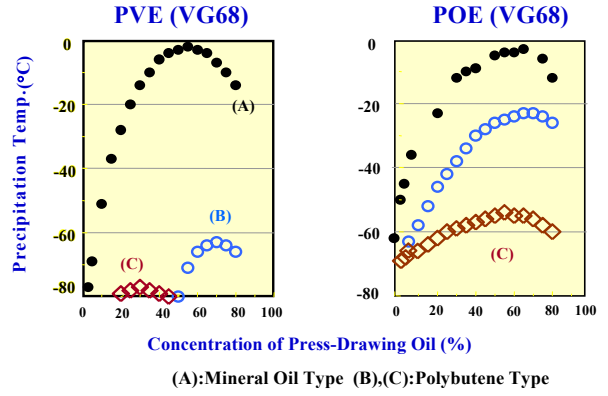 PVE (VG68)
POE (VG68)
Precipitation Temp.(°C)
0
-20
-40
-60
-80
0
20
40
60
80
100
(A)
(B)
(C)
0
-20
-40
-60
-80
0
20
40
60
80
100
(C)
Concentration of Press-Drawing Oil (%)
(A):Mineral Oil Type (B),(C):Polybutene Type